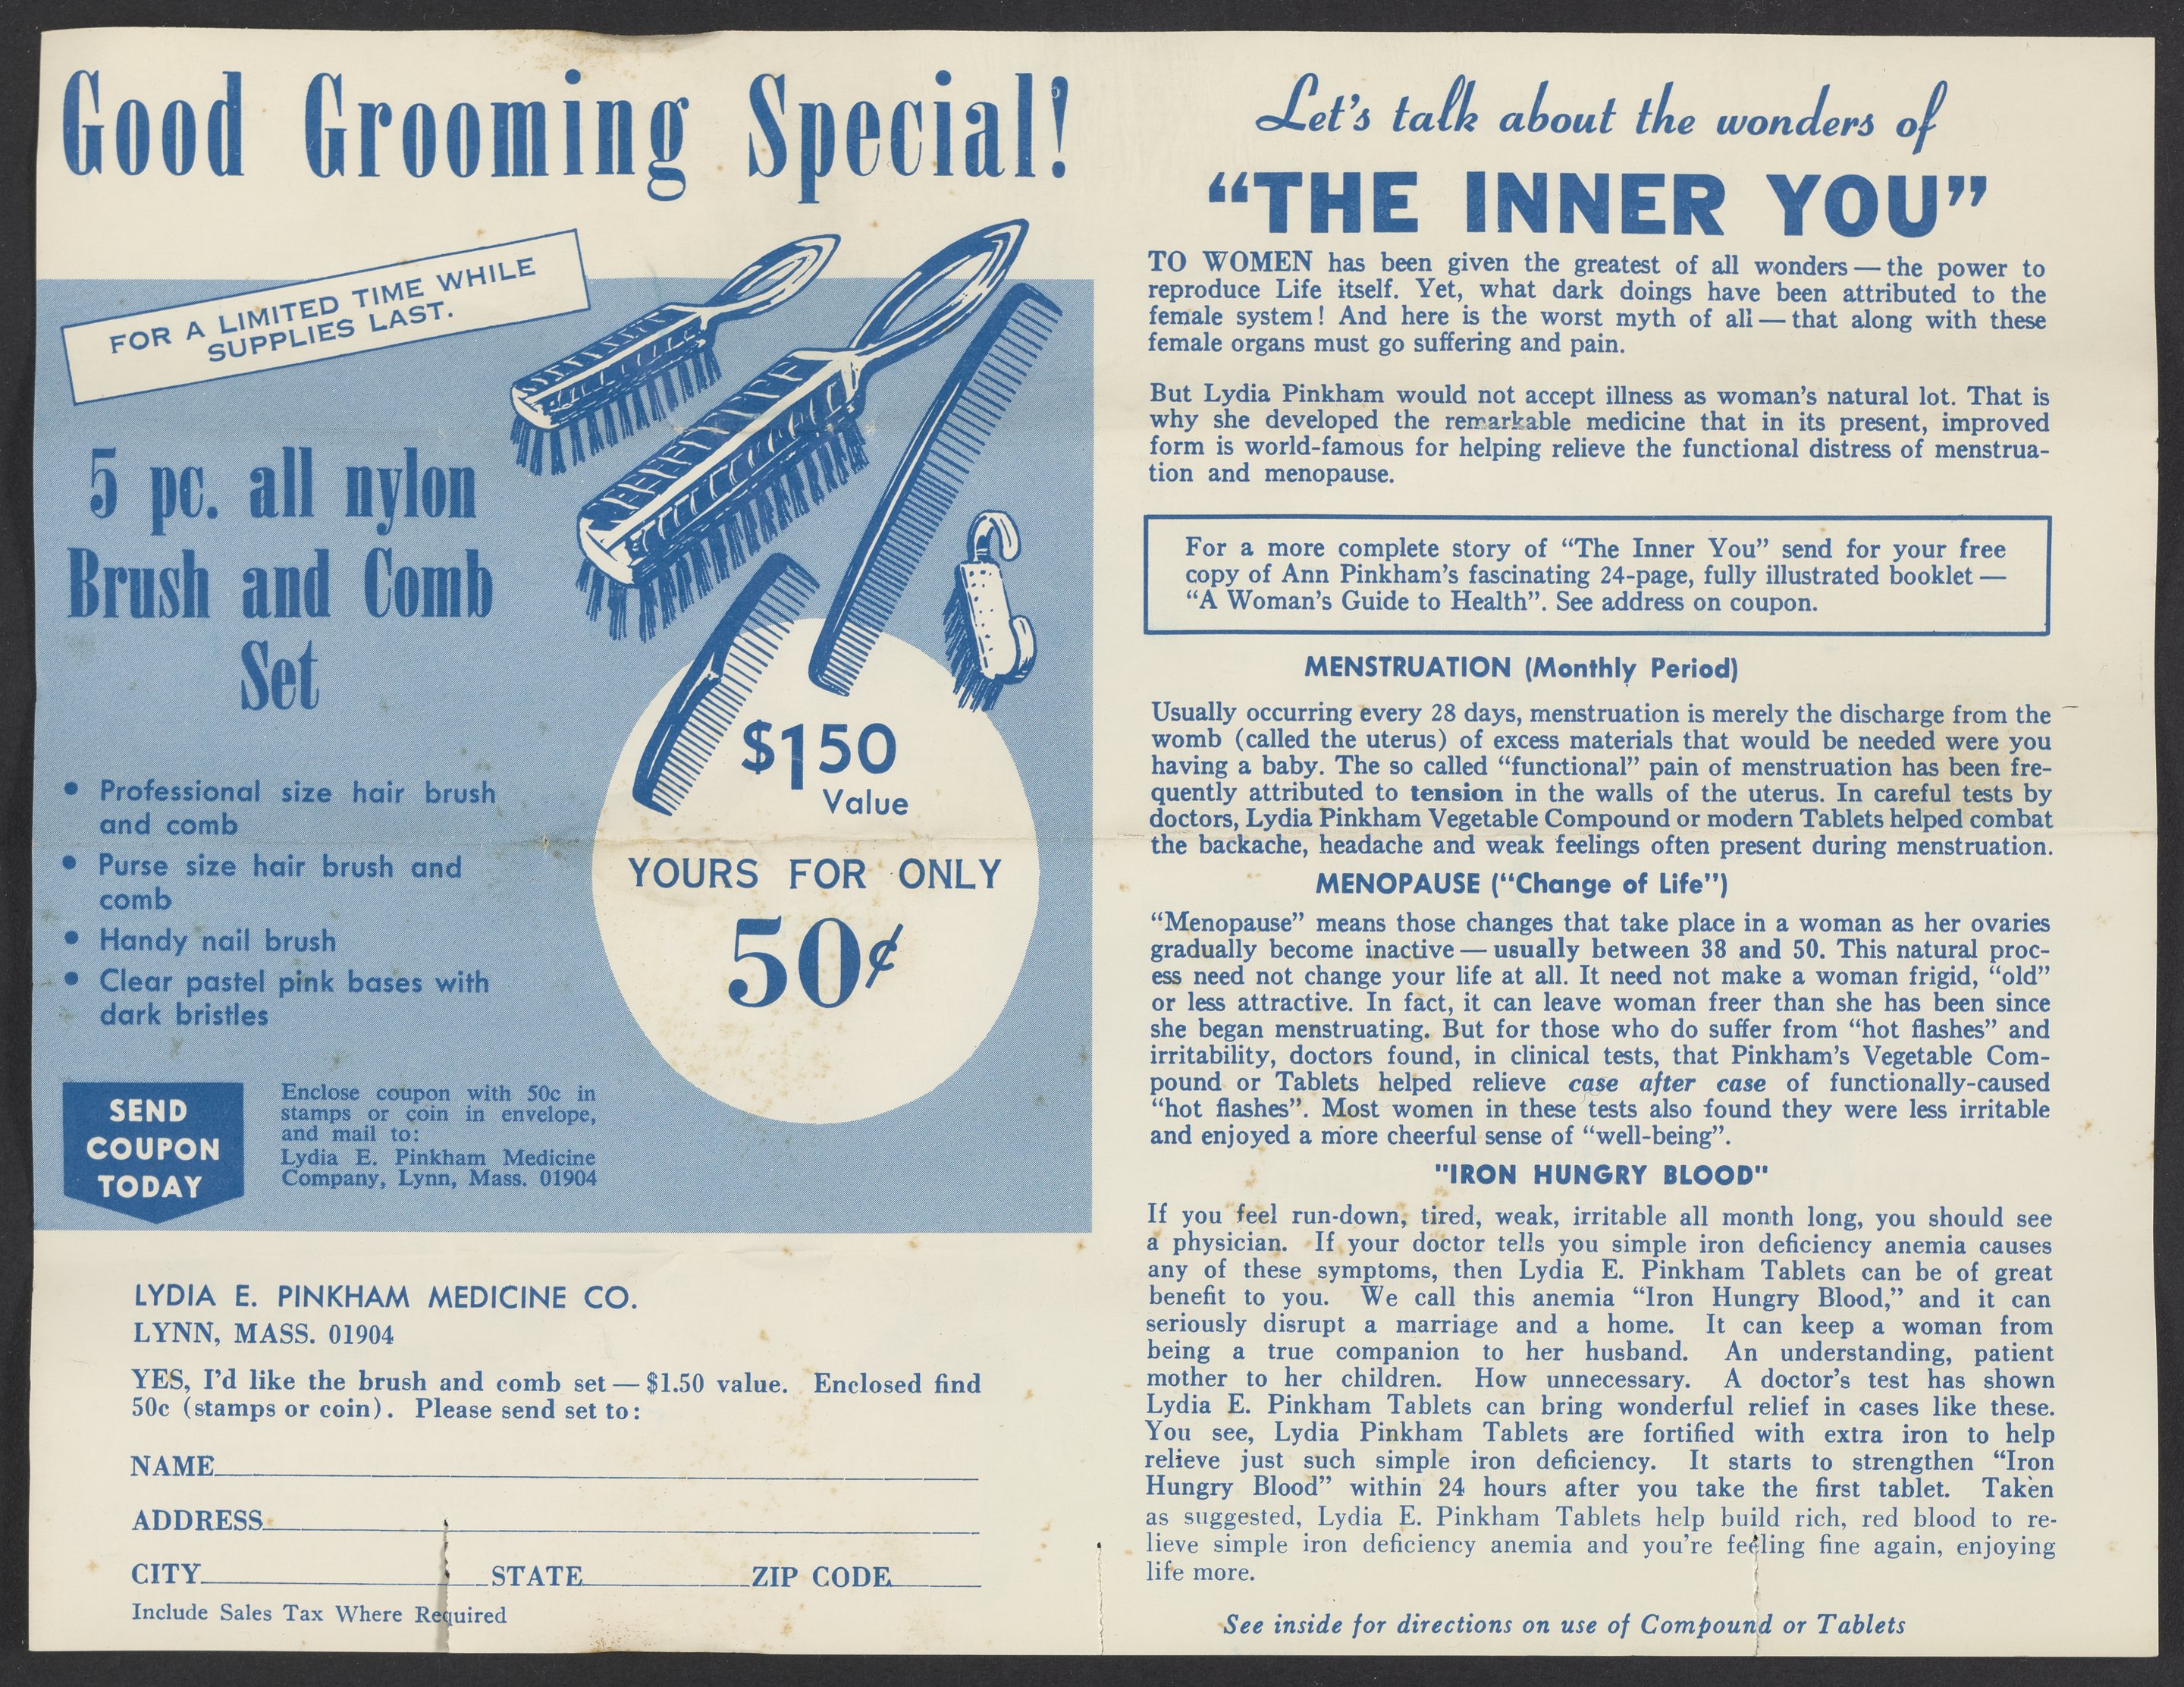 Good Grooming Special!
FOR A LIMITED TIME WHILE
SUPPLIES LAST.
5 pc. all nylon
Brush and Comb
Set
• Professional size hair brush
and comb
• Purse size hair brush and
comb
• Handy nail brush
• Clear pastel pink bases with
dark bristles
$1.50
Value
YOURS FOR ONLY
50¢
SEND
COUPON
TODAY
Enclose coupon with 50c in
stamps or coin in envelope,
and mail to:
Lydia E. Pinkham Medicine
Company, Lynn, Mass. 01904
LYDIA E. PINKHAM MEDICINE CO.
LYNN, MASS. 01904
YES, I'd like the brush and comb set — $1.50 value. Enclosed find
50c (stamps or coin). Please send set to:
NAME
ADDRESS
CITY STATE ZIP CODE
Include Sales Tax Where Required
Let's talk about the wonders of
“THE INNER YOU”
TO WOMEN has been given the greatest of all wonders — the power to
reproduce Life itself. Yet, what dark doings have been attributed to the
female system! And here is the worst myth of all — that along with these
female organs must go suffering and pain.
But Lydia Pinkham would not accept illness as woman's natural lot. That is
why she developed the remarkable medicine that in its present, improved
form is world-famous for helping relieve the functional distress of menstrua-
tion and menopause.
For a more complete story of “The Inner You” send for your free
copy of Ann Pinkham's fascinating 24-page, fully illustrated booklet —
“A Woman's Guide to Health”. See address on coupon.
MENSTRUATION (Monthly Period)
Usually occurring every 28 days, menstruation is merely the discharge from the
womb (called the uterus) of excess materials that would be needed were you
having a baby. The so called “functional” pain of menstruation has been fre-
quently attributed to tension in the walls of the uterus. In careful tests by
doctors, Lydia Pinkham Vegetable Compound or modern Tablets helped combat
the backache, headache and weak feelings often present during menstruation.
MENOPAUSE (“Change of Life”)
“Menopause” means those changes that take place in a woman as her ovaries
gradually become inactive — usually between 38 and 50. This natural proc-
ess need not change your life at all. It need not make a woman frigid, “old”
or less attractive. In fact, it can leave woman freer than she has been since
she began menstruating. But for those who do suffer from “hot flashes” and
irritability, doctors found, in clinical tests, that Pinkham's Vegetable Com-
pound or Tablets helped relieve case after case of functionally-caused
“hot flashes”. Most women in these tests also found they were less irritable
and enjoyed a more cheerful sense of “well-being”.
"IRON HUNGRY BLOOD"
If you feel run-down, tired, weak, irritable all month long, you should see
a physician. If your doctor tells you simple iron deficiency anemia causes
any of these symptoms, then Lydia E. Pinkham Tablets can be of great
benefit to you. We call this anemia “Iron Hungry Blood,” and it can
seriously disrupt a marriage and a home. It can keep a woman from
being a true companion to her husband. An understanding, patient
mother to her children. How unnecessary. A doctor's test has shown
Lydia E. Pinkham Tablets can bring wonderful relief in cases like these.
You see, Lydia Pinkham Tablets are fortified with extra iron to help
relieve just such simple iron deficiency. It starts to strengthen “Iron
Hungry Blood” within 24 hours after you take the first tablet. Taken
as suggested, Lydia E. Pinkham Tablets help build rich, red blood to re-
lieve simple iron deficiency anemia and you're feeling fine again, enjoying
life more.
See inside for directions on use of Compound or Tablets